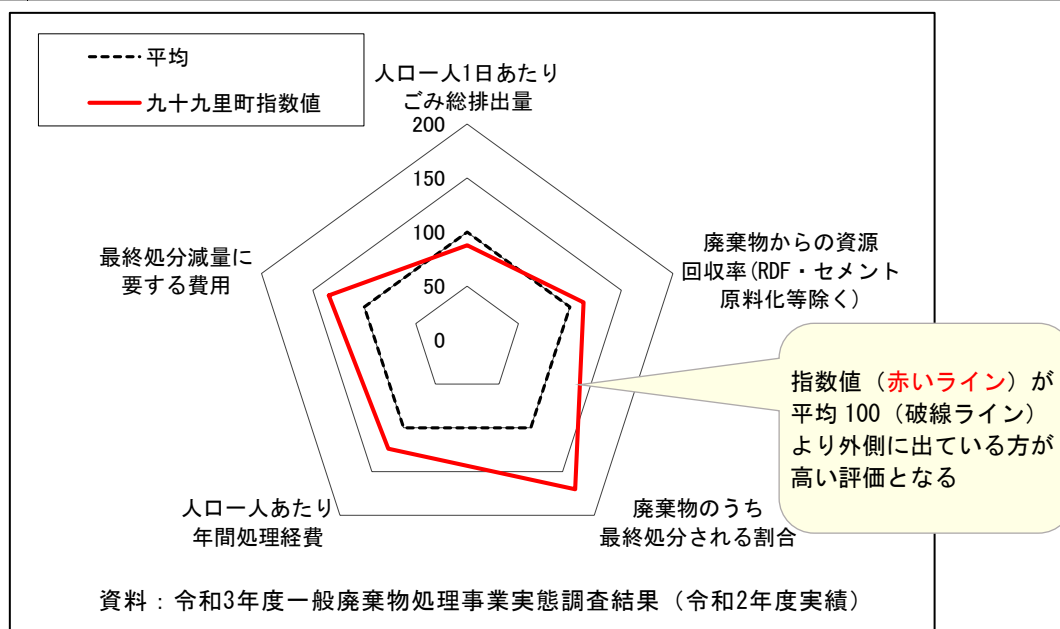 平均
九十九里町指数値
人口一人1日あたり
ごみ総排出量
200
150
100
50
0
廃棄物からの資源
回収率(RDF・セメント
原料化等除く)
最終処分減量に
要する費用
指数値（赤いライン）が
平均100（破線ライン）
より外側に出ている方が
高い評価となる
人口一人あたり
年間処理経費
廃棄物のうち
最終処分される割合
資料：令和3年度一般廃棄物処理事業実態調査結果（令和2年度実績）